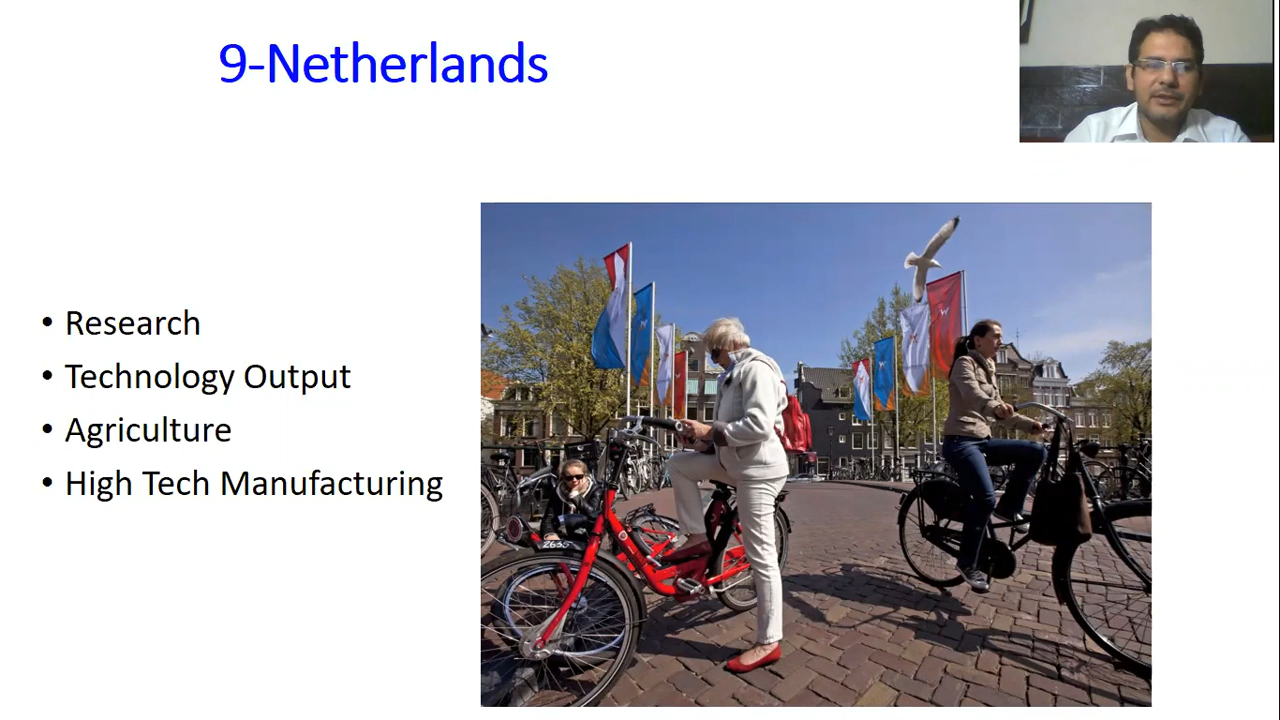 9-Netherlands
• Research
• Technology Output
• Agriculture
• High Tech Manufacturing